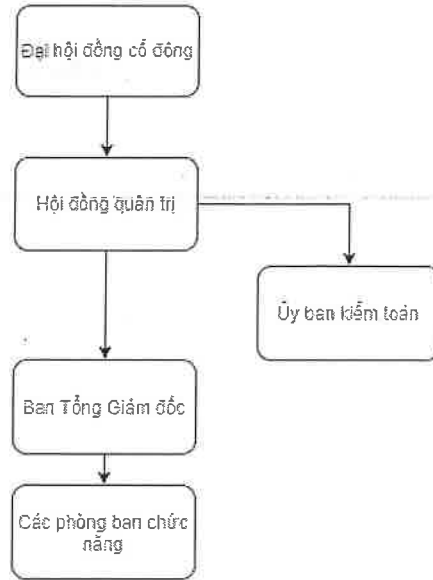 Đại hội đồng cổ đông
Hội đồng quản trị
Ủy ban kiểm toán
Ban Tổng Giám đốc
Các phòng ban chức
năng